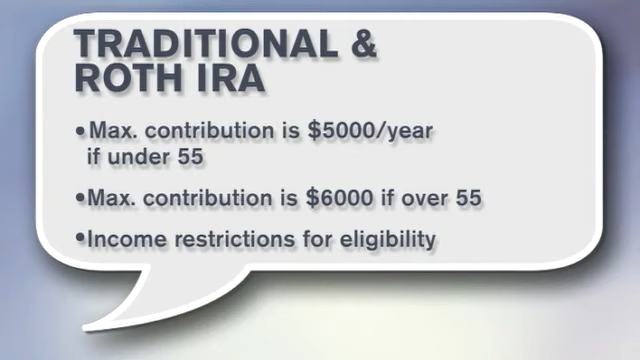 TRADITIONAL &
ROTH IRA
•Max. contribution is $5000/year
if under 55
•Max. contribution is $6000 if over 55
•Income restrictions for eligibility